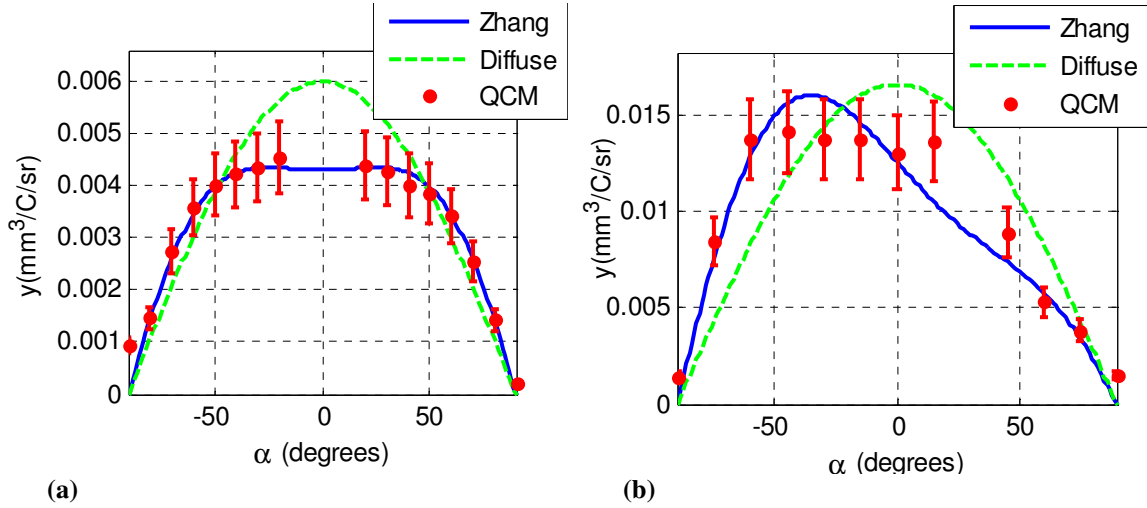 Zhang
Diffuse
QCM
0.006
0.005
0.004
0.003
0.002
0.001
0
y(mm³/C/sr)
-50
0
50
α (degrees)
(a)
Zhang
Diffuse
QCM
0.015
0.01
0.005
0
y(mm³/C/sr)
-50
0
50
α (degrees)
(b)